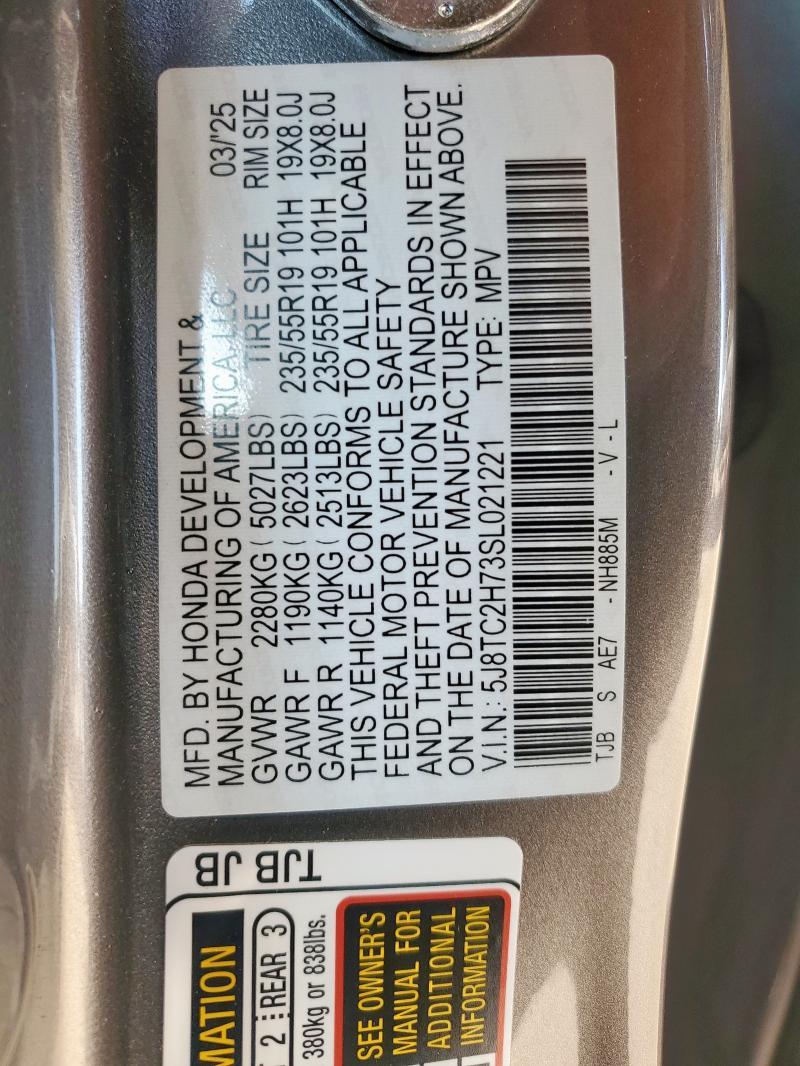 MFD. BY HONDA DEVELOPMENT &
MANUFACTURING OF AMERICA, LLC 03/'25
GVWR TIRE SIZE RIM SIZE
2280KG ( 5027LBS)
GAWR F 1190KG ( 2623LBS) 235/55R19 101H 19X8.0J
GAWR R 1140KG ( 2513LBS) 235/55R19 101H 19X8.0J
THIS VEHICLE CONFORMS TO ALL APPLICABLE
FEDERAL MOTOR VEHICLE SAFETY
AND THEFT PREVENTION STANDARDS IN EFFECT
ON THE DATE OF MANUFACTURE SHOWN ABOVE.
V.I.N.: 5J8TC2H73SL021221 TYPE: MPV
TJB S AE7 - NH885M - V - L
TJB JB
TJB
MATION
2 REAR 3
380kg or 838lbs.
SEE OWNER'S
MANUAL FOR
ADDITIONAL
INFORMATION